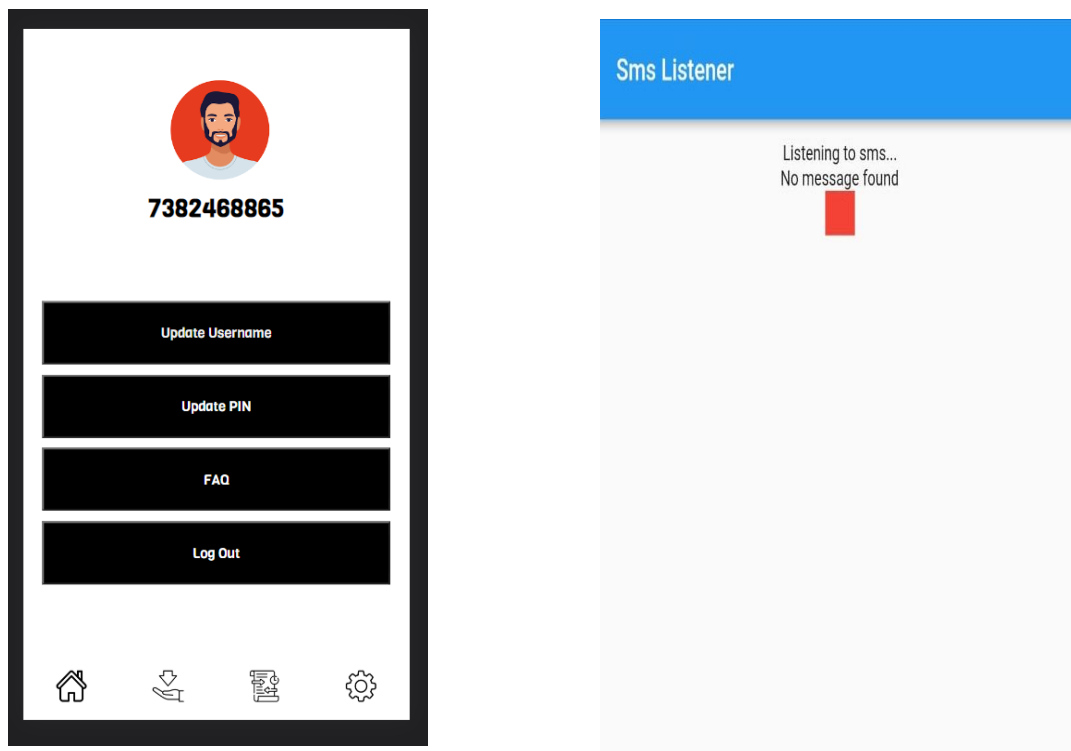 7382468865
Update Username
Update PIN
FAQ
Log Out
Sms Listener
Listening to sms...
No message found